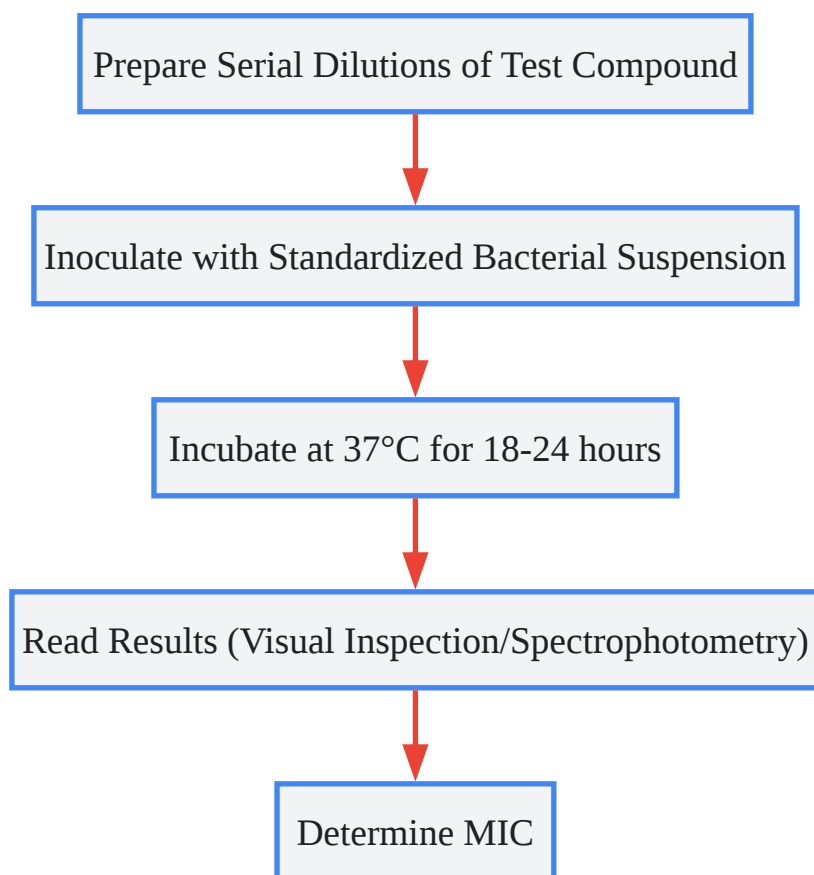 Prepare Serial Dilutions of Test Compound
Inoculate with Standardized Bacterial Suspension
Incubate at 37°C for 18-24 hours
Read Results (Visual Inspection/Spectrophotometry)
Determine MIC